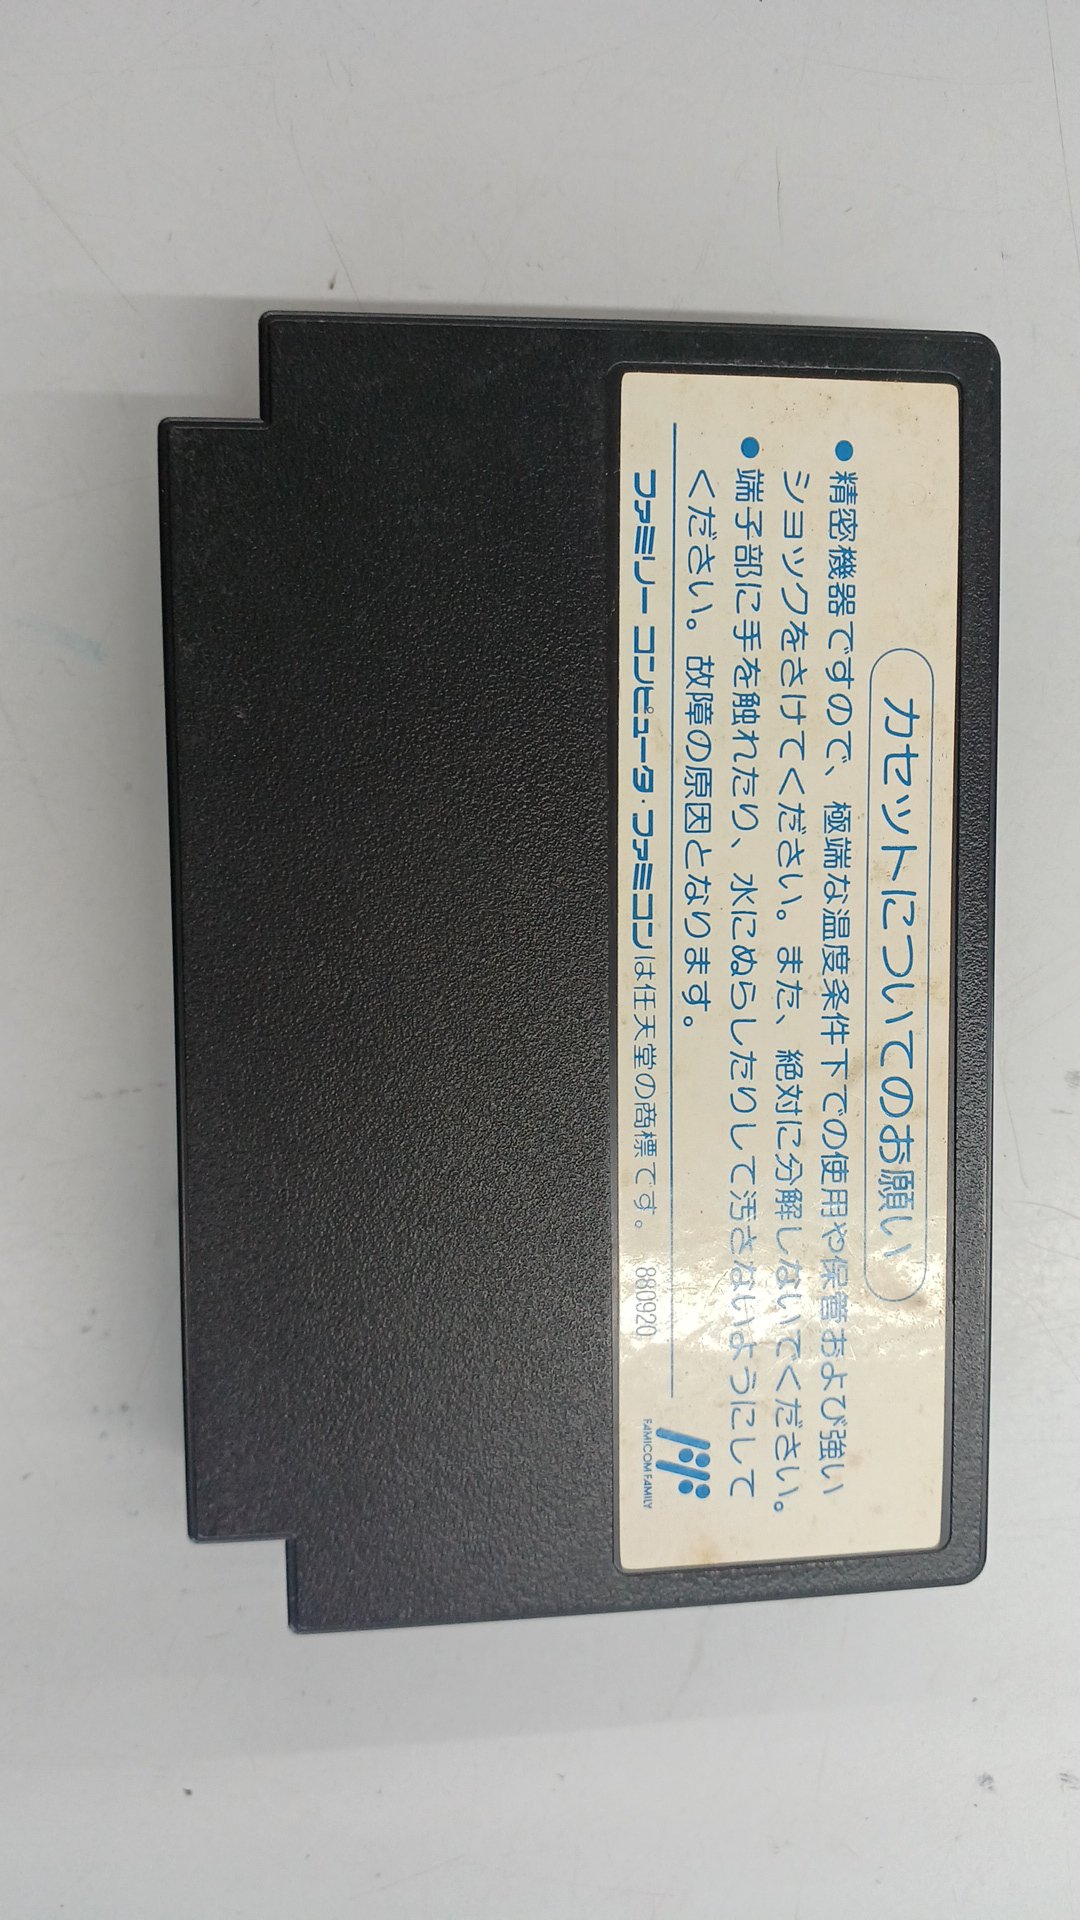 カセットについてのお願い
●精密機器ですので、極端な温度条件下での使用や保管および強い
ショックをさけてください。また、絶対に分解しないでください。
●端子部に手を触れたり、水にぬらしたりして汚さないようにして
ください。故障の原因となります。
ファミリーコンピュータ・ファミコンは任天堂の商標です。 880920
FAMICOM FAMILY